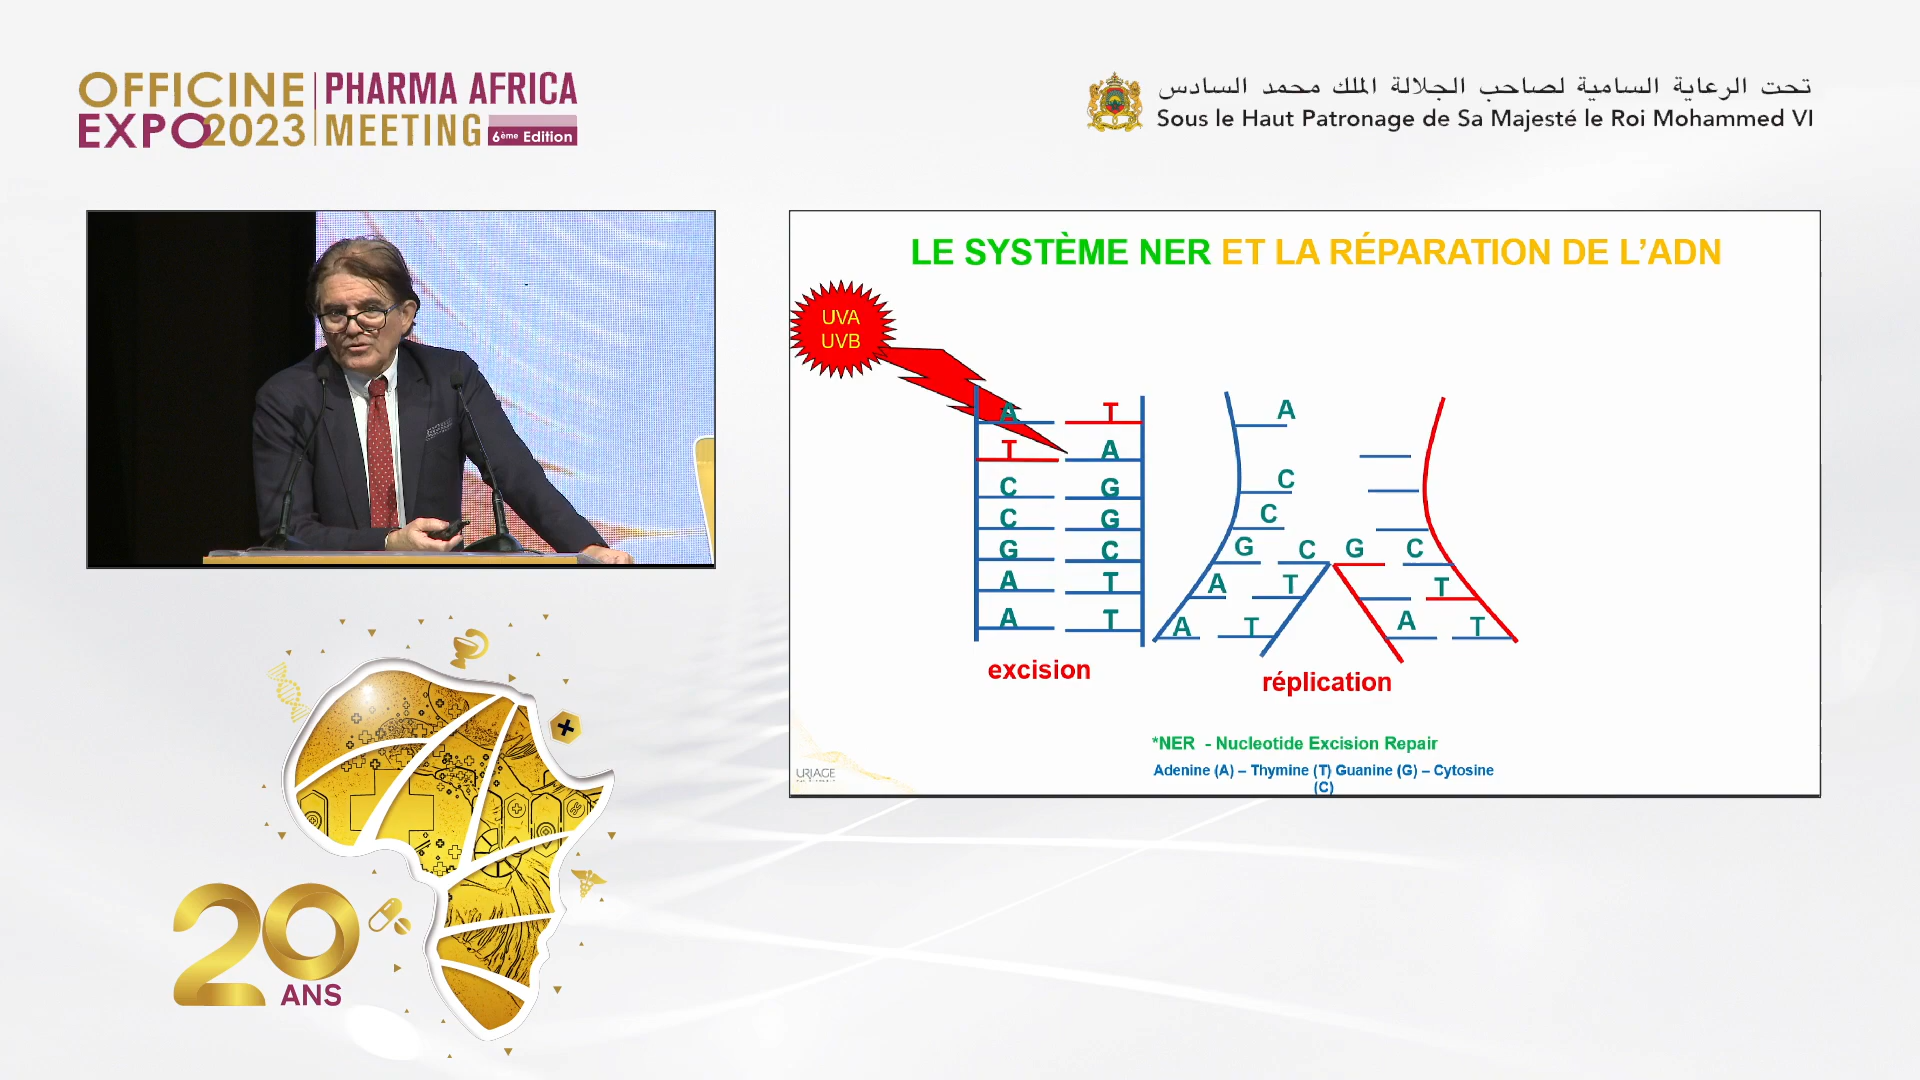 OFFICINE
EXPO2023
PHARMA AFRICA
MEETING
6ème Edition
تحت الرعاية السامية لصاحب الجلالة الملك محمد السادس
Sous le Haut Patronage de Sa Majesté le Roi Mohammed VI
LE SYSTÈME NER ET LA RÉPARATION DE L’ADN
UVA
UVB
A T
T A
C G
C G
G C
A T
A T
excision
A
C
C
G C G C
A T T
A T A T
réplication
*NER - Nucleotide Excision Repair
Adenine (A) – Thymine (T) Guanine (G) – Cytosine
(C)
URIAGE
20
ANS